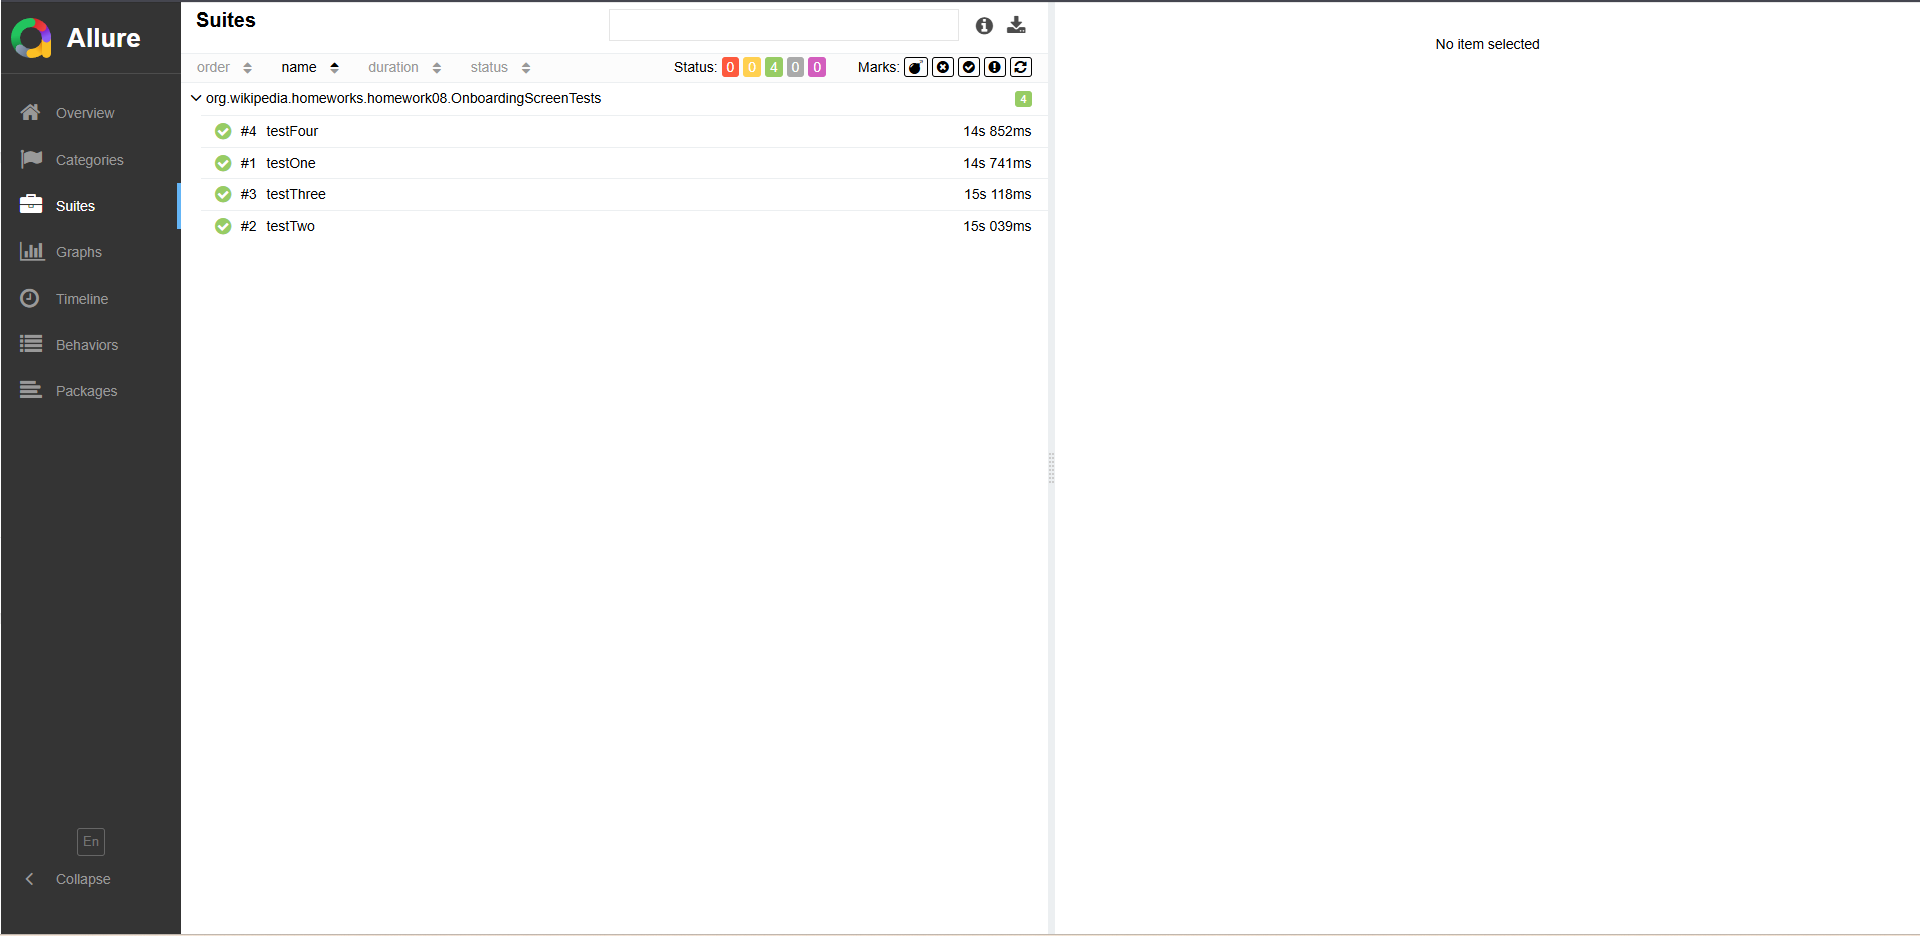 Allure
Overview
Categories
Suites
Graphs
Timeline
Behaviors
Packages
En
Collapse
Suites
order name duration status Status: 0 0 4 0 0 Marks:
org.wikipedia.homeworks.homework08.OnboardingScreenTests 4
#4 testFour 14s 852ms
#1 testOne 14s 741ms
#3 testThree 15s 118ms
#2 testTwo 15s 039ms
No item selected